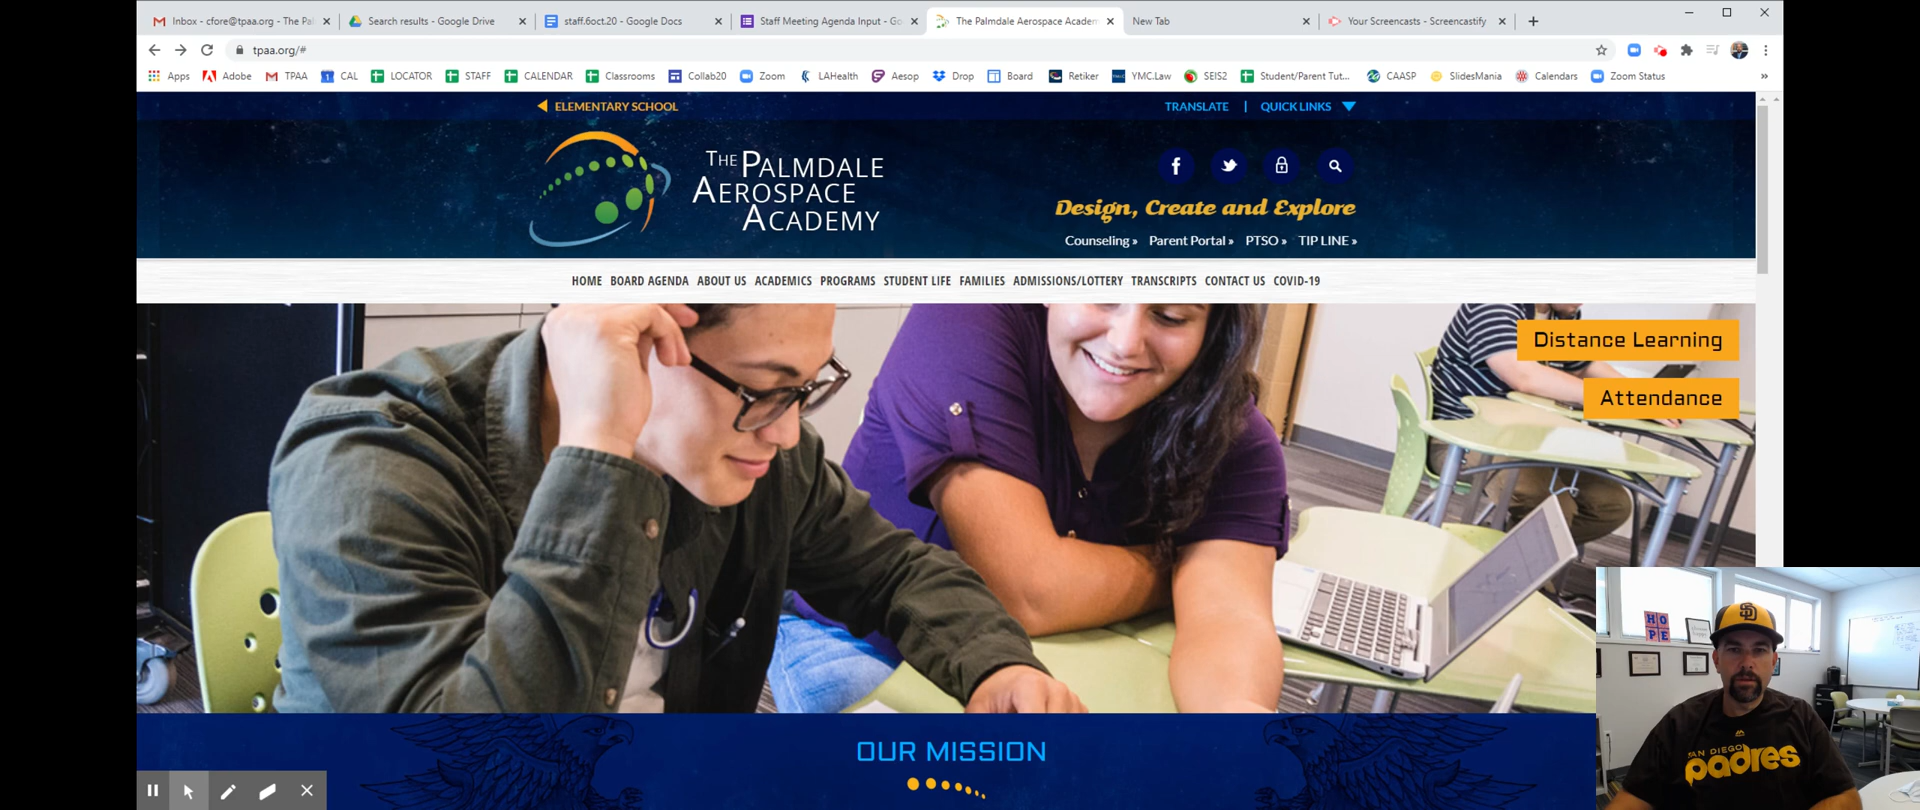 Inbox - cfore@tpaa.org - The Pal
Search results - Google Drive
staff.6oct.20 - Google Docs
Staff Meeting Agenda Input - Go
The Palmdale Aerospace Academ
New Tab
Your Screencasts - Screencastify
tpaa.org/#
Apps
Adobe
TPAA
CAL
LOCATOR
STAFF
CALENDAR
Classrooms
Collab20
Zoom
LAHealth
Aesop
Drop
Board
Retiker
YMC.Law
SEIS2
Student/Parent Tut...
CAASP
SlidesMania
Calendars
Zoom Status
ELEMENTARY SCHOOL
TRANSLATE | QUICK LINKS
THE PALMDALE
AEROSPACE
ACADEMY
Design, Create and Explore
Counseling » Parent Portal » PTSO » TIP LINE »
HOME BOARD AGENDA ABOUT US ACADEMICS PROGRAMS STUDENT LIFE FAMILIES ADMISSIONS/LOTTERY TRANSCRIPTS CONTACT US COVID-19
Distance Learning
Attendance
OUR MISSION
HO
PE
SD
SAN DIEGO
padres